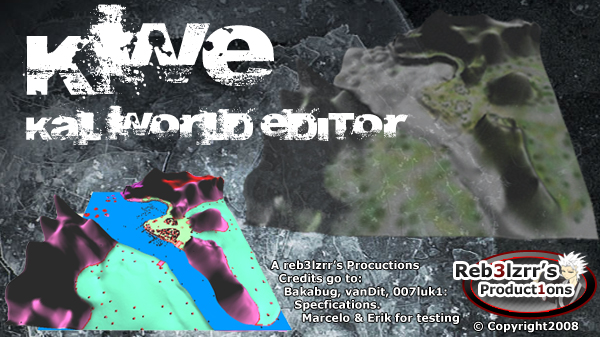 KWE
Kal World Editor
A reb3lzrr's Procuctions
Credits go to:
Bakabug, vanDit, 007luk1:
Specfications
Marcelo & Erik for testing
Reb3lzrr's
Product1ons
© Copyright2008